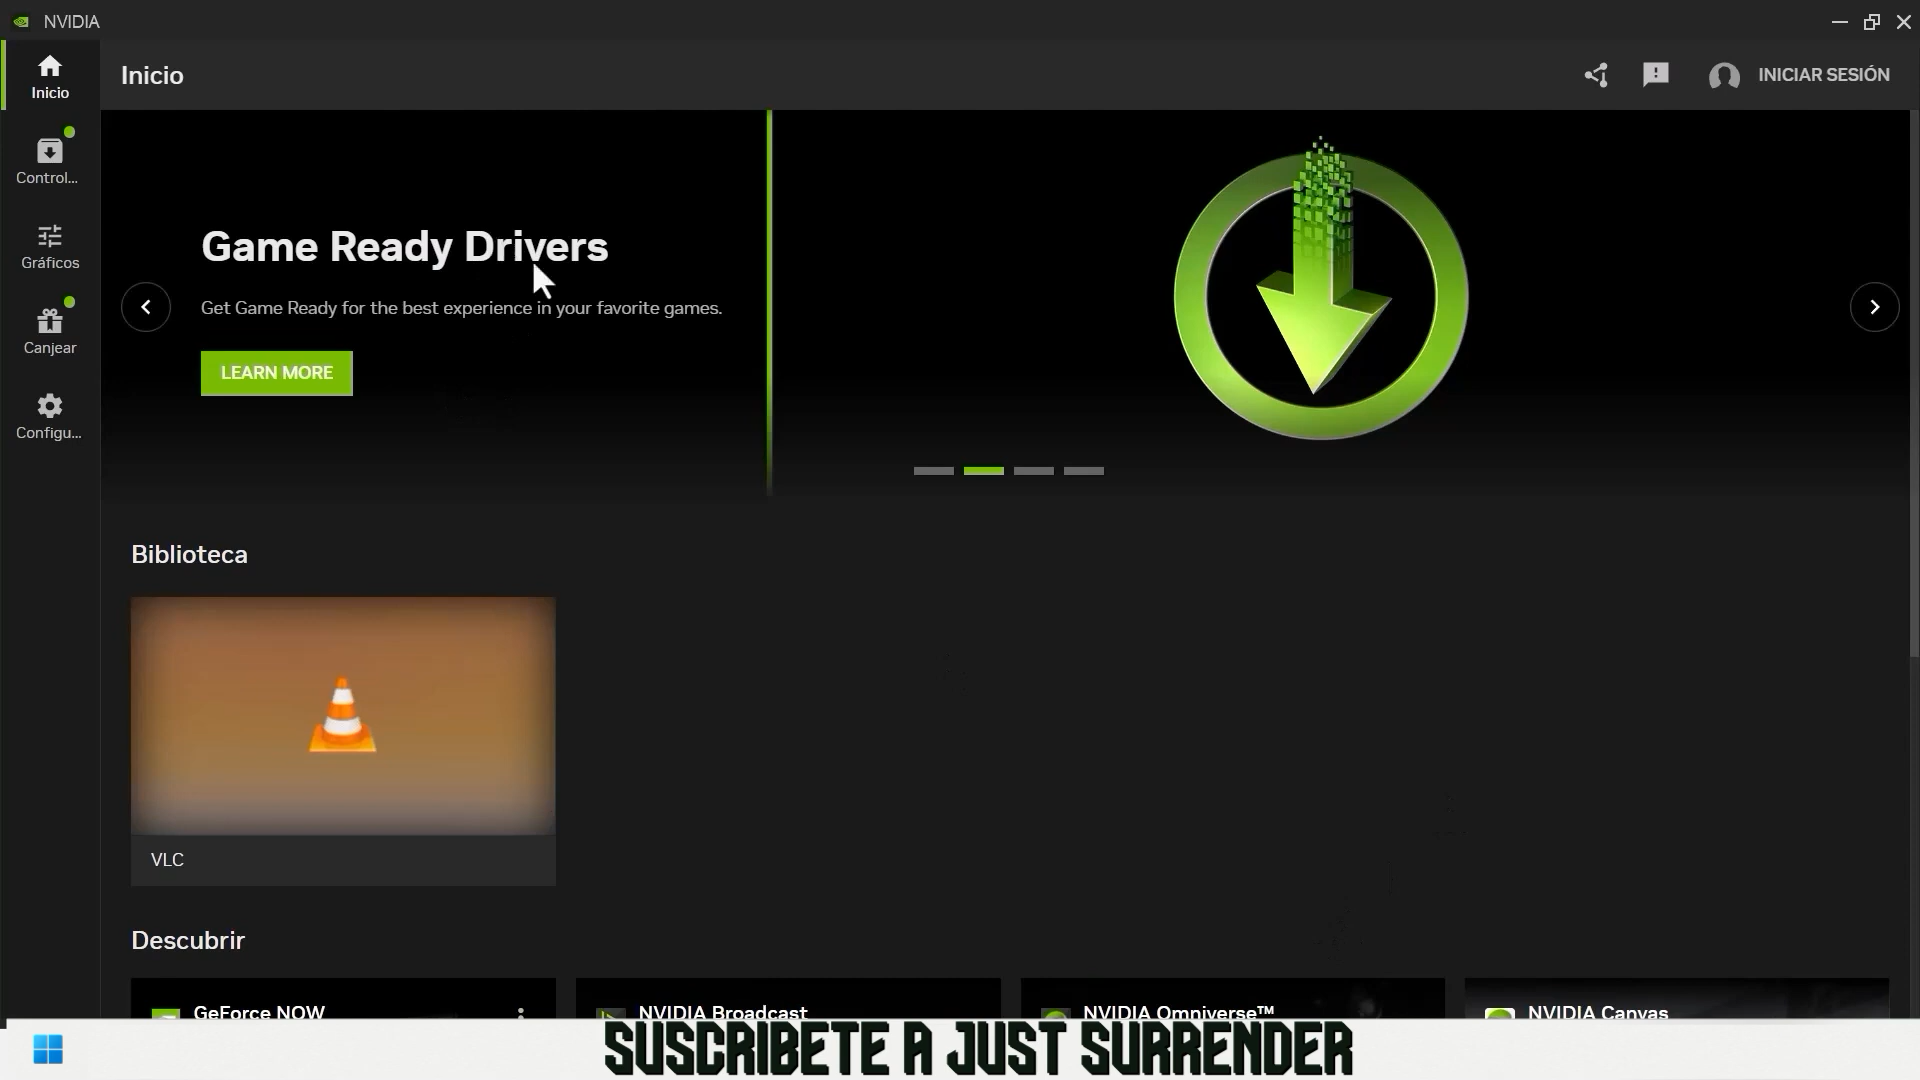 NVIDIA
Inicio
Inicio
INICIAR SESIÓN
Control...
Gráficos
Canjear
Configu...
Game Ready Drivers
Get Game Ready for the best experience in your favorite games.
LEARN MORE
Biblioteca
VLC
Descubrir
GeForce NOW
NVIDIA Broadcast
NVIDIA Omniverse™
NVIDIA Canvas
SUSCRIBETE A JUST SURRENDER